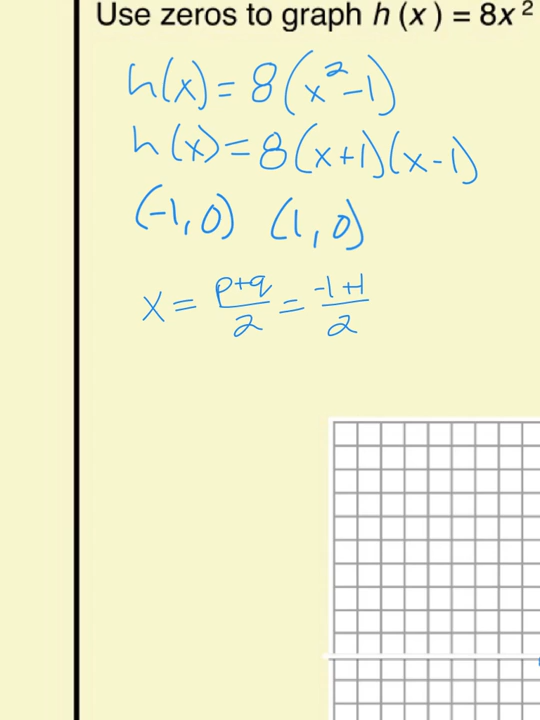 Use zeros to graph h (x) = 8x²
h(x) = 8(x²-1)
h(x) = 8(x+1)(x-1)
(-1,0) (1,0)
x = p+q/2 = -1+1/2